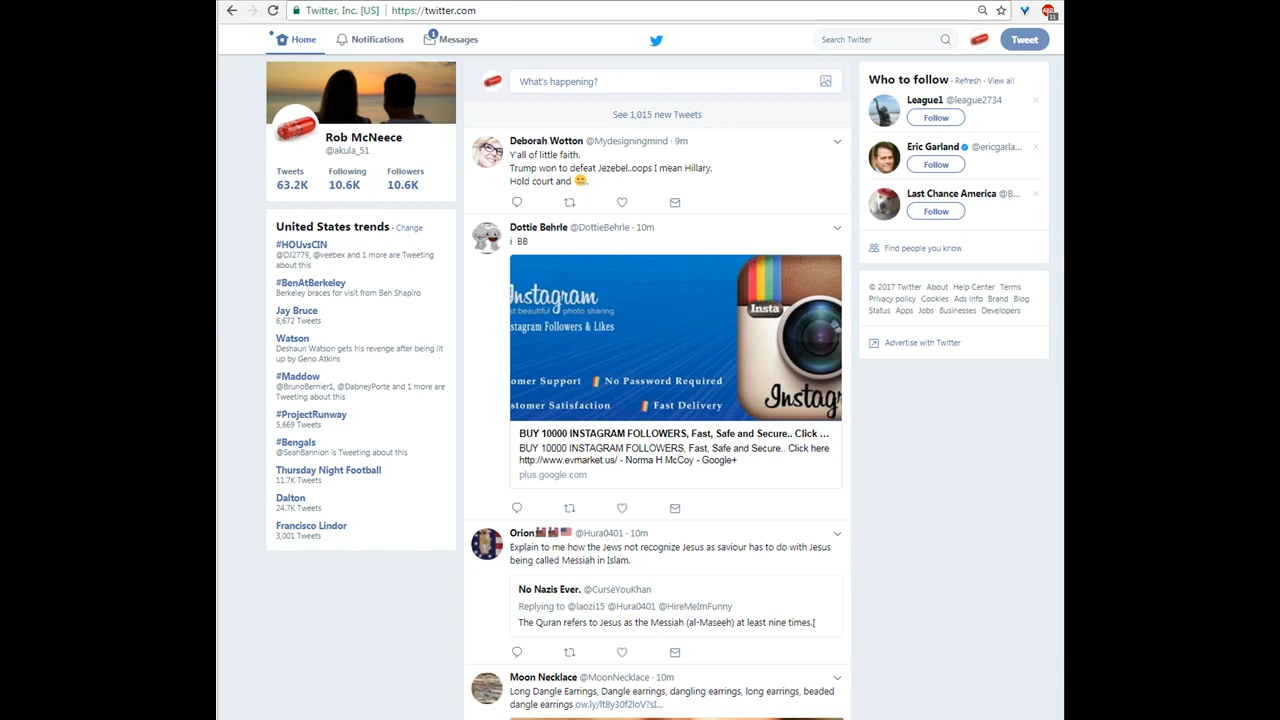 Twitter, Inc. [US] https://twitter.com
11
Home Notifications 1 Messages Search Twitter Tweet
Rob McNeece
@akula_51
Tweets Following Followers
63.2K 10.6K 10.6K
United States trends · Change
#HOUvsCIN
@DJ2779, @veebex and 1 more are Tweeting
about this
#BenAtBerkeley
Berkeley braces for visit from Ben Shapiro
Jay Bruce
6,672 Tweets
Watson
Deshaun Watson gets his revenge after being lit
up by Geno Atkins
#Maddow
@BrunoBernier1, @DabneyPorte and 1 more are
Tweeting about this
#ProjectRunway
5,669 Tweets
#Bengals
@SeanBannion is Tweeting about this
Thursday Night Football
11.7K Tweets
Dalton
24.7K Tweets
Francisco Lindor
3,001 Tweets
What's happening?
See 1,015 new Tweets
Deborah Wotton @Mydesigningmind · 9m
Y'all of little faith.
Trump won to defeat Jezebel..oops I mean Hillary.
Hold court and 🤐.
Dottie Behrle @DottieBehrle · 10m
i BB
Instagram
st beautiful photo sharing
stagram Followers & Likes
Insta
omer Support No Password Required
stomer Satisfaction Fast Delivery
Instag
BUY 10000 INSTAGRAM FOLLOWERS, Fast, Safe and Secure.. Click ...
BUY 10000 INSTAGRAM FOLLOWERS, Fast, Safe and Secure.. Click here
http://www.evmarket.us/ - Norma H McCoy - Google+
plus.google.com
Orion @Hura0401 · 10m
Explain to me how the Jews not recognize Jesus as saviour has to do with Jesus
being called Messiah in Islam.
No Nazis Ever. @CurseYouKhan
Replying to @laozi15 @Hura0401 @HireMeImFunny
The Quran refers to Jesus as the Messiah (al-Maseeh) at least nine times.[
Moon Necklace @MoonNecklace · 10m
Long Dangle Earrings, Dangle earrings, dangling earrings, long earrings, beaded
dangle earrings ow.ly/lt8y30f2loV?sI...
Who to follow · Refresh · View all
League1 @league2734
Follow
Eric Garland @ericgarla...
Follow
Last Chance America @B...
Follow
Find people you know
© 2017 Twitter About Help Center Terms
Privacy policy Cookies Ads info Brand Blog
Status Apps Jobs Businesses Developers
Advertise with Twitter